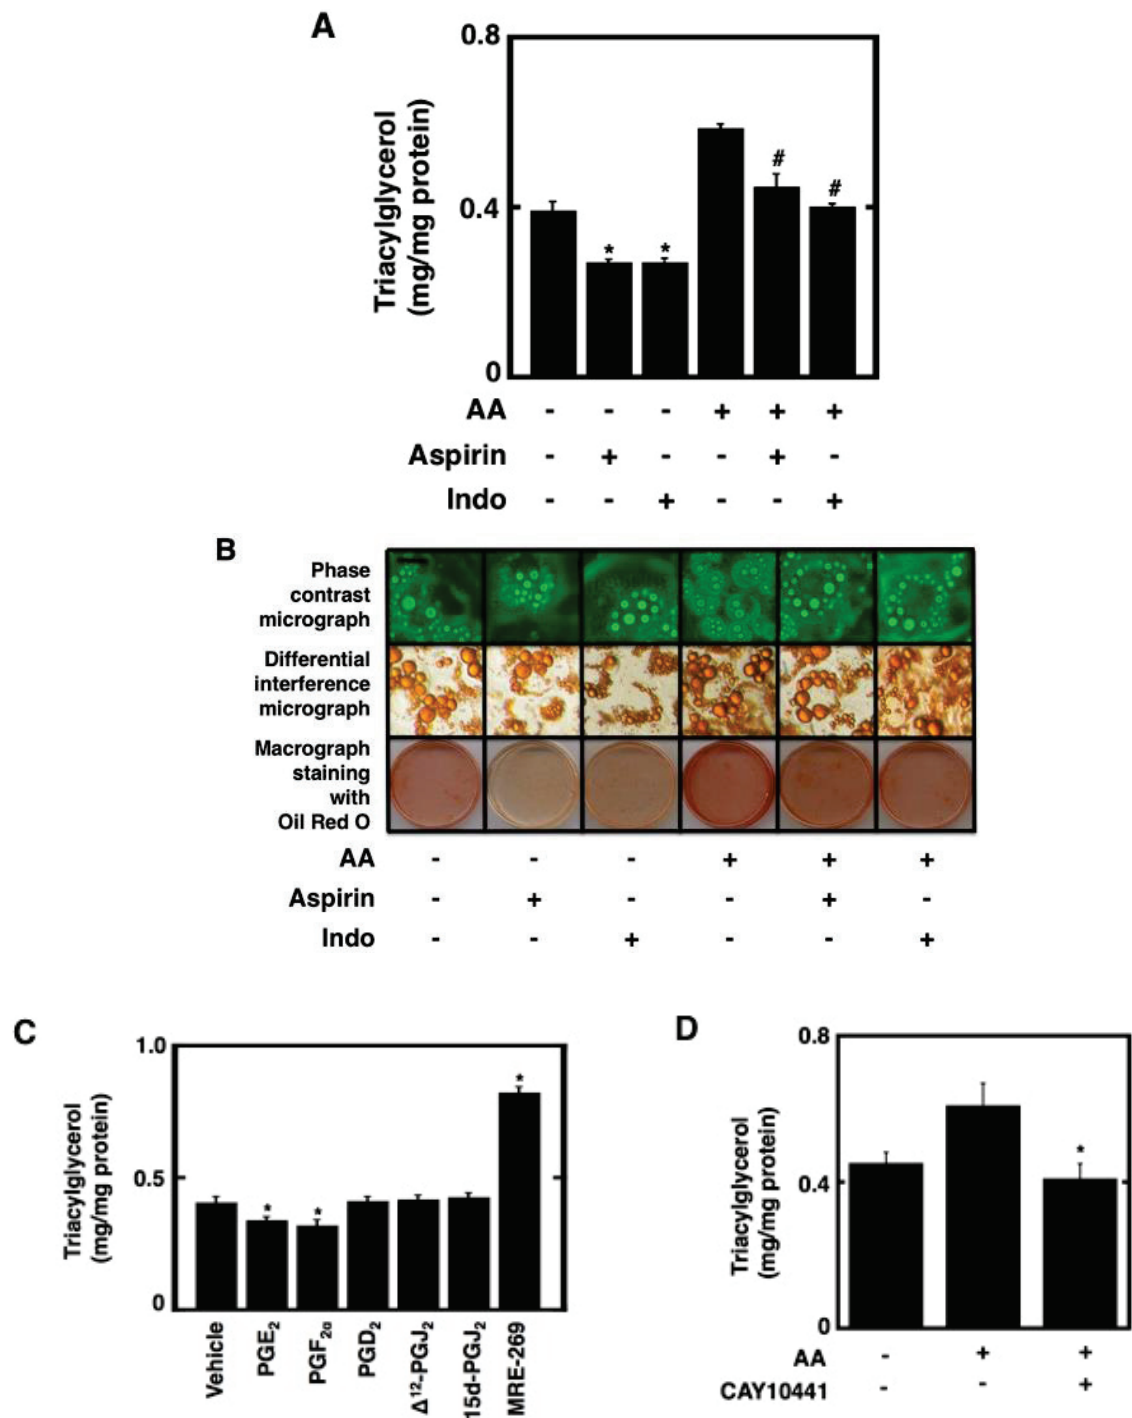 A
0.8
Triacylglycerol
(mg/mg protein)
0.4
0
*
*
#
#
AA - - - + + +
Aspirin - + - - + -
Indo - - + - - +
B
Phase
contrast
micrograph
Differential
interference
micrograph
Macrograph
staining
with
Oil Red O
AA - - - + + +
Aspirin - + - - + -
Indo - - + - - +
C
1.0
Triacylglycerol
(mg/mg protein)
0.5
0
*
*
*
Vehicle
PGE₂
PGF₂α
PGD₂
Δ¹²-PGJ₂
15d-PGJ₂
MRE-269
D
0.8
Triacylglycerol
(mg/mg protein)
0.4
0
*
AA - + +
CAY10441 - - +